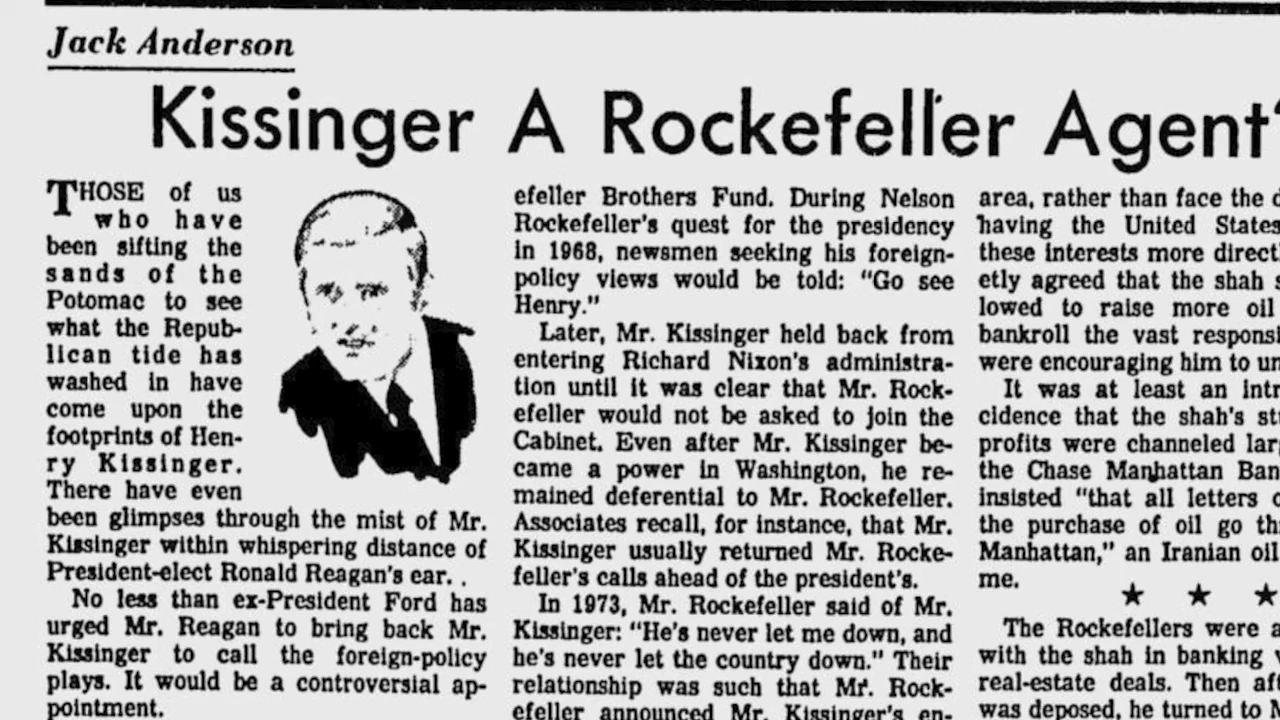 Jack Anderson
Kissinger A Rockefeller Agent
THOSE of us
who have
been sifting the
sands of the
Potomac to see
what the Repub-
lican tide has
washed in have
come upon the
footprints of Hen-
ry Kissinger.
There have even
been glimpses through the mist of Mr.
Kissinger within whispering distance of
President-elect Ronald Reagan's ear. .
No less than ex-President Ford has
urged Mr. Reagan to bring back Mr.
Kissinger to call the foreign-policy
plays. It would be a controversial ap-
pointment.
efeller Brothers Fund. During Nelson
Rockefeller's quest for the presidency
in 1968, newsmen seeking his foreign-
policy views would be told: "Go see
Henry."
Later, Mr. Kissinger held back from
entering Richard Nixon's administra-
tion until it was clear that Mr. Rock-
efeller would not be asked to join the
Cabinet. Even after Mr. Kissinger be-
came a power in Washington, he re-
mained deferential to Mr. Rockefeller.
Associates recall, for instance, that Mr.
Kissinger usually returned Mr. Rocke-
feller's calls ahead of the president's.
In 1973, Mr. Rockefeller said of Mr.
Kissinger: "He's never let me down, and
he's never let the country down." Their
relationship was such that Mr. Rock-
efeller announced Mr. Kissinger's en-
area, rather than face the
having the United States
these interests more
etly agreed that the shah
lowed to raise more oil
bankroll the vast
were encouraging him to
It was at least an
cidence that the shah's
profits were channeled
the Chase Manhattan
insisted "that all letters
the purchase of oil go
Manhattan," an Iranian oil
me.
★ ★ ★
The Rockefellers were
with the shah in banking
real-estate deals. Then
was deposed, he turned to